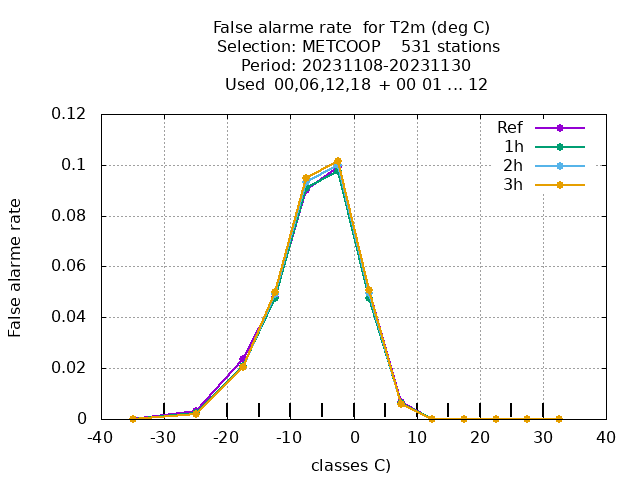 False alarme rate  for T2m (deg C)
Selection: METCOOP    531 stations
Period: 20231108-20231130
Used  00,06,12,18 + 00 01 ... 12
Ref
1h
2h
3h
0.12
0.1
0.08
0.06
0.04
0.02
0
False alarme rate
-40 -30 -20 -10 0 10 20 30 40
classes C)